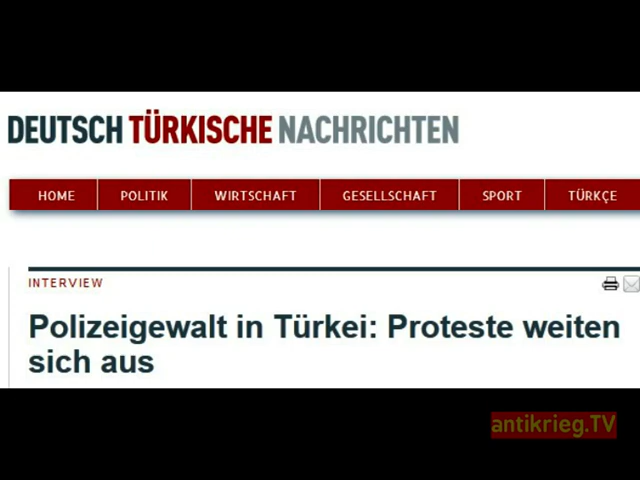 DEUTSCH TÜRKISCHE NACHRICHTEN
HOME POLITIK WIRTSCHAFT GESELLSCHAFT SPORT TÜRKÇE
INTERVIEW
Polizeigewalt in Türkei: Proteste weiten
sich aus
antikrieg.TV